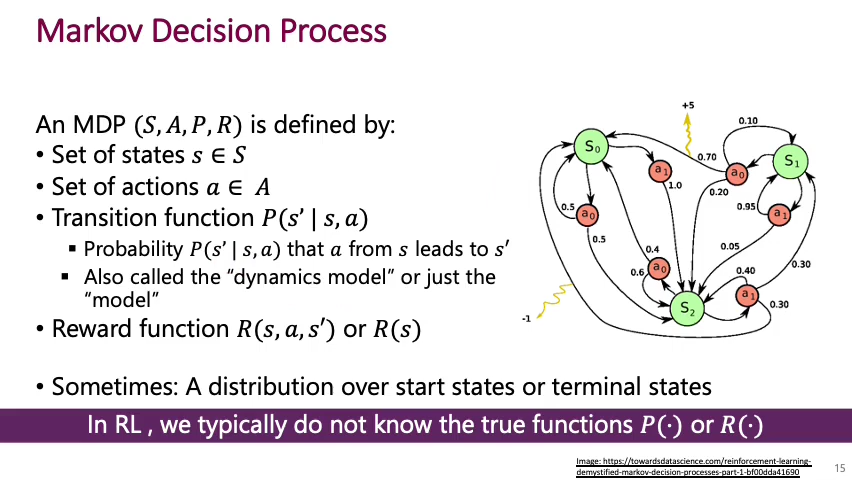 Markov Decision Process
An MDP (S, A, P, R) is defined by:
• Set of states s ∈ S
• Set of actions a ∈ A
• Transition function P(s’ | s, a)
▪ Probability P(s’ | s, a) that a from s leads to s′
▪ Also called the “dynamics model” or just the
“model”
• Reward function R(s, a, s′) or R(s)
• Sometimes: A distribution over start states or terminal states
In RL , we typically do not know the true functions P(·) or R(·)
+5
0.10
S0
0.70
S1
a1
a0
1.0
0.20
0.5
a0
0.95
a1
0.5
0.4
0.05
a0
0.6
0.40
0.30
a1
S2
0.30
-1
Image: https://towardsdatascience.com/reinforcement-learning-
demystified-markov-decision-processes-part-1-bf00dda41690
15